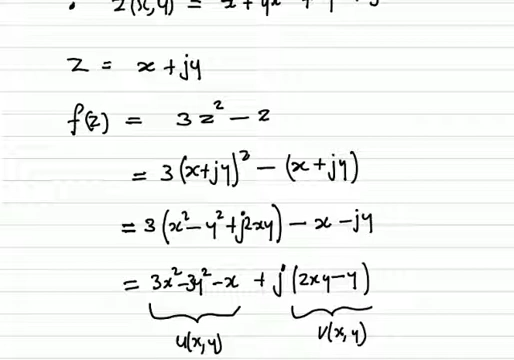 z = x + jy
f(z) = 3z² - z
= 3(x+jy)² - (x+jy)
= 3(x² - y² + j2xy) - x - jy
= 3x² - 3y² - x + j(2xy - y)
u(x,y) v(x,y)